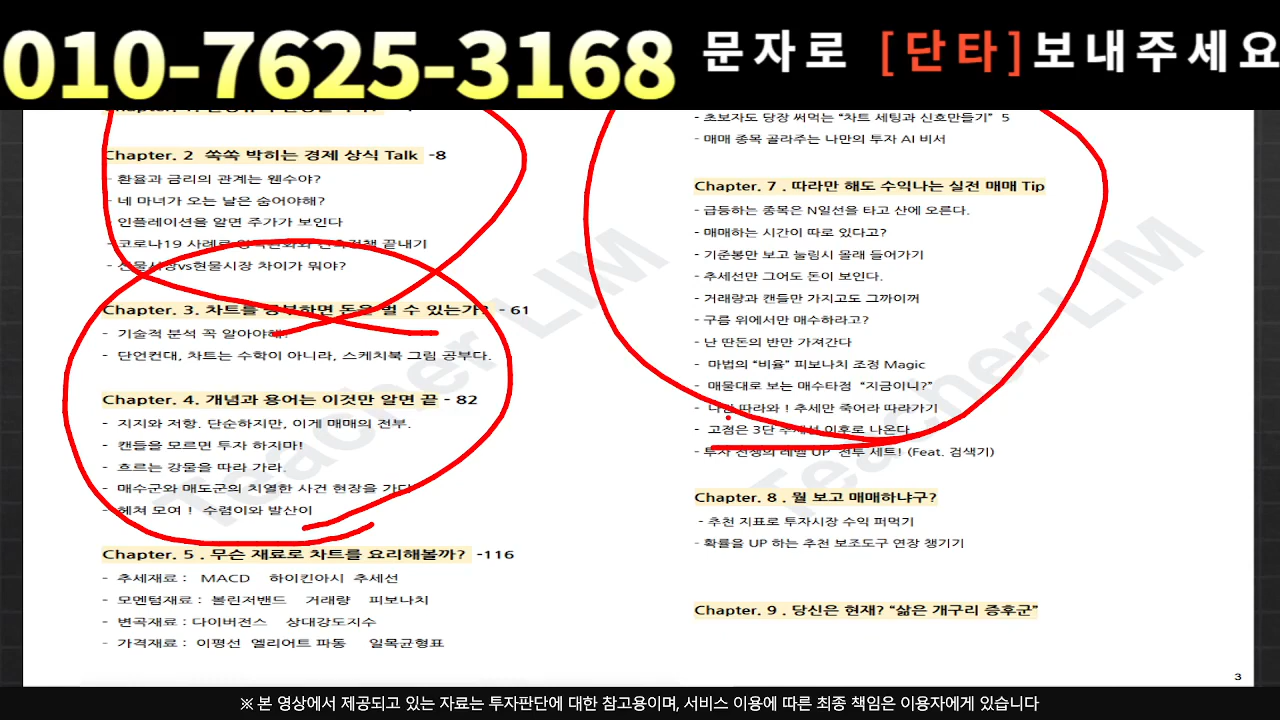 010-7625-3168 문자로 [단타]보내주세요
Chapter. 2 쏙쏙 박히는 경제 상식 Talk -8
- 환율과 금리의 관계는 웬수야?
- 네 마녀가 오는 날은 숨어야해?
인플레이션을 알면 주가가 보인다
- 코로나19 사례로 끝내기
- 선물시장vs현물시장 차이가 뭐야?
Chapter. 3. 차트를 공부하면 돈을 벌 수 있는가? - 61
- 기술적 분석 꼭 알아야해?
- 단언컨대, 차트는 수학이 아니라, 스케치북 그림 공부다.
Chapter. 4. 개념과 용어는 이것만 알면 끝 - 82
- 지지와 저항. 단순하지만, 이게 매매의 전부.
- 캔들을 모르면 투자 하지마!
- 흐르는 강물을 따라 가라.
- 매수군와 매도군의 치열한 사건 현장을 가다
- 헤쳐 모여 ! 수렴이와 발산이
Chapter. 5 . 무슨 재료로 차트를 요리해볼까? -116
- 추세재료 : MACD 하이킨아시 추세선
- 모멘텀재료 : 볼린저밴드 거래량 피보나치
- 변곡재료 : 다이버전스 상대강도지수
- 가격재료 : 이평선 엘리어트 파동 일목균형표
- 초보자도 당장 써먹는 “차트 세팅과 신호만들기” 5
- 매매 종목 골라주는 나만의 투자 AI 비서
Chapter. 7 . 따라만 해도 수익나는 실전 매매 Tip
- 급등하는 종목은 N일선을 타고 산에 오른다.
- 매매하는 시간이 따로 있다고?
- 기준봉만 보고 눌림시 몰래 들어가기
- 추세선만 그어도 돈이 보인다.
- 거래량과 캔들만 가지고도 그까이꺼
- 구름 위에서만 매수하라고?
- 난 딴돈의 반만 가져간다
- 마법의 “비율” 피보나치 조정 Magic
- 매물대로 보는 매수타점 “지금이니?”
- 나만 따라와 ! 추세만 죽어라 따라가기
- 고점은 3단 추세선 이후로 나온다
- 투자 전쟁의 레벨 UP 전투 세트! (Feat. 검색기)
Chapter. 8 . 뭘 보고 매매하냐구?
- 추천 지표로 투자시장 수익 퍼먹기
- 확률을 UP 하는 추천 보조도구 연장 챙기기
Chapter. 9 . 당신은 현재? “삶은 개구리 증후군”
Teacher LIM
Teacher LIM
3
※ 본 영상에서 제공되고 있는 자료는 투자판단에 대한 참고용이며, 서비스 이용에 따른 최종 책임은 이용자에게 있습니다